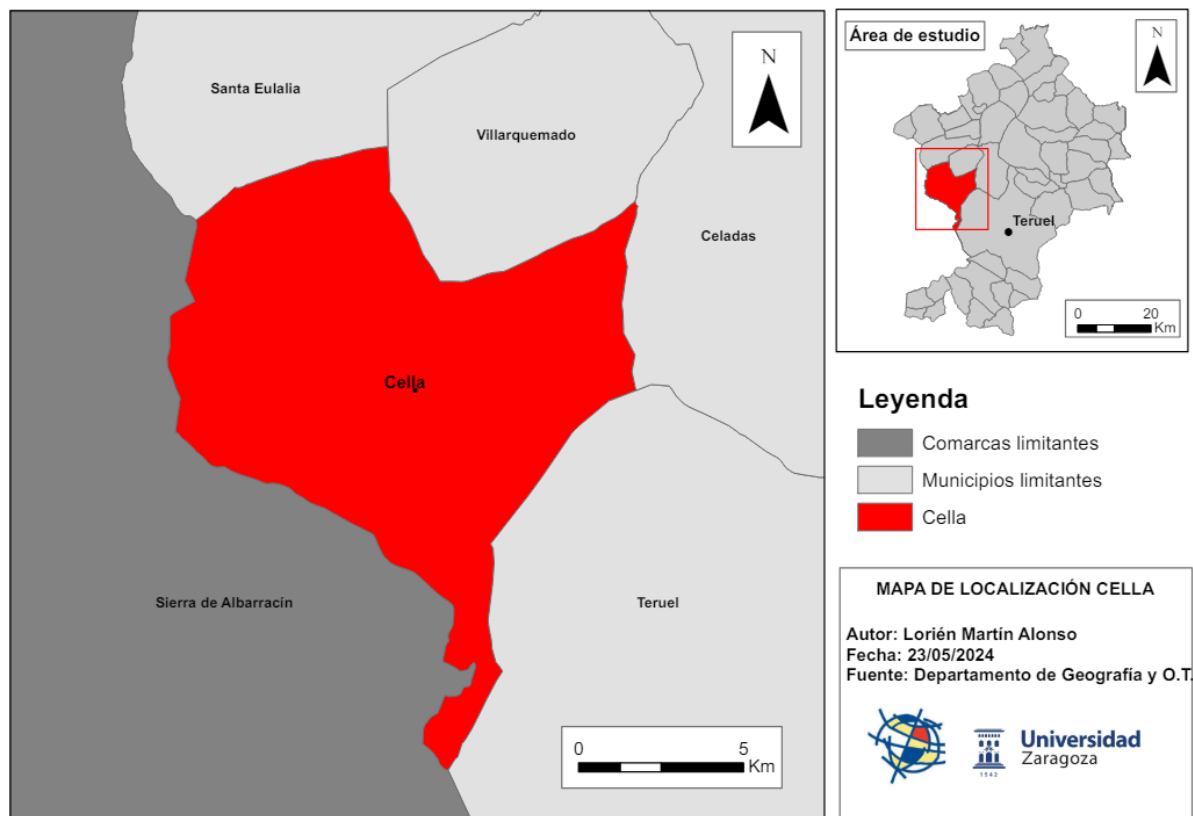 Santa Eulalia
Villarquemado
N
Celadas
Cella
Sierra de Albarracín
Teruel
0 5
Km
Área de estudio
N
Teruel
0 20
Km
Leyenda
Comarcas limitantes
Municipios limitantes
Cella
MAPA DE LOCALIZACIÓN CELLA
Autor: Lorién Martín Alonso
Fecha: 23/05/2024
Fuente: Departamento de Geografía y O.T.
1542
Universidad
Zaragoza